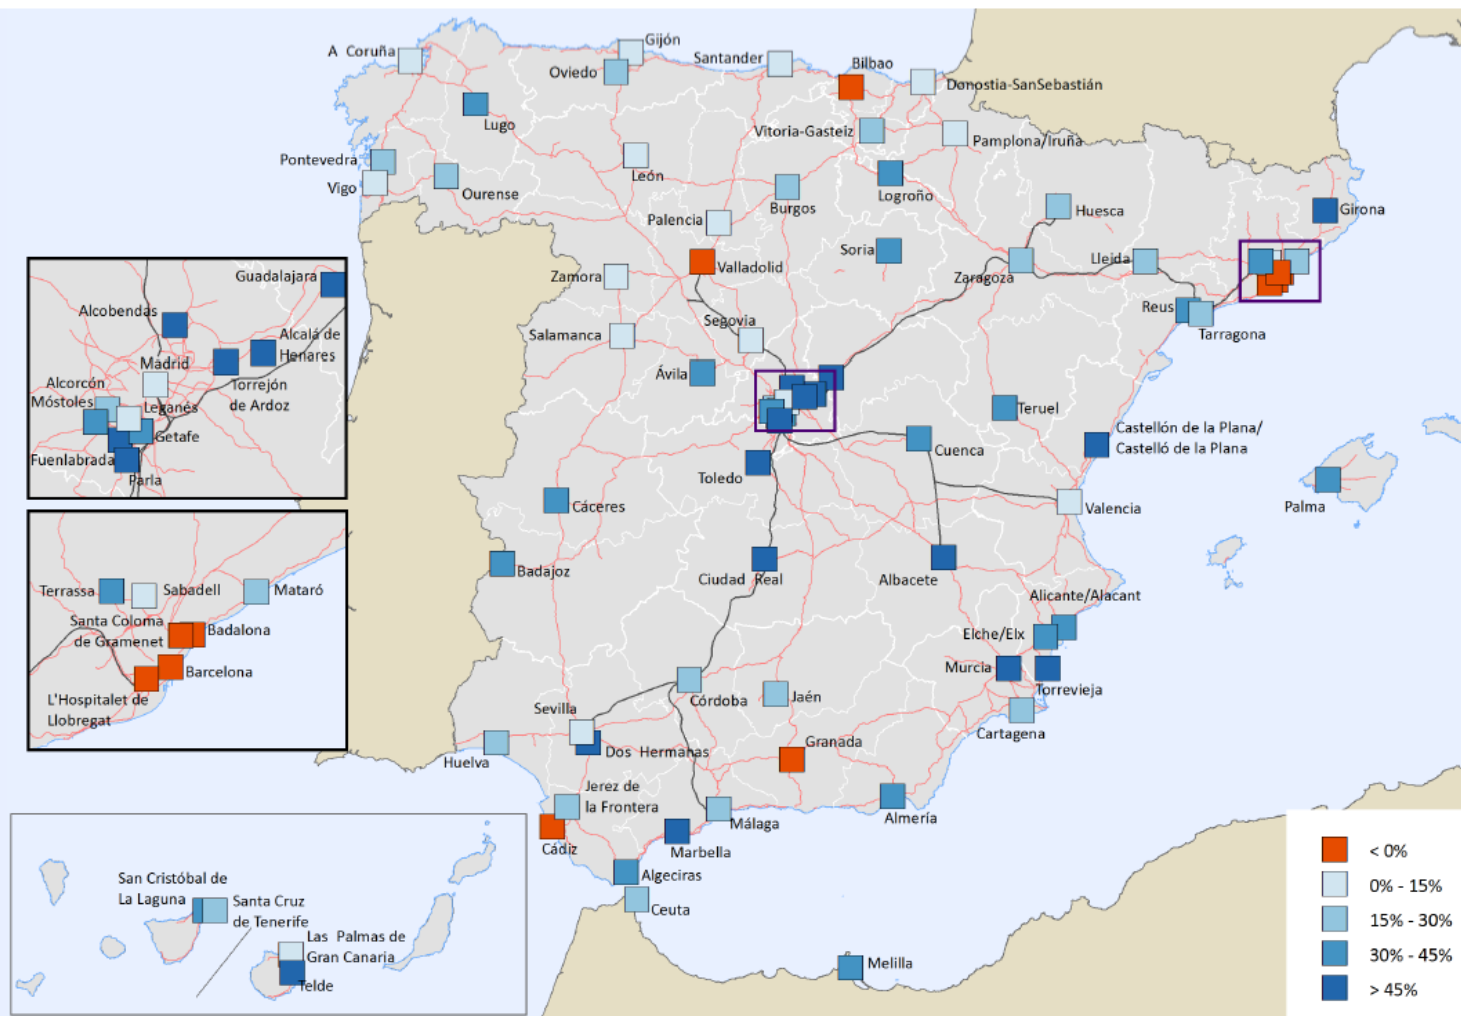 A Coruña
Gijón
Oviedo
Santander
Bilbao
Donostia-SanSebastián
Lugo
Vitoria-Gasteiz
Pamplona/Iruña
Pontevedra
Vigo
Ourense
León
Burgos
Logroño
Huesca
Girona
Palencia
Soria
Valladolid
Zaragoza
Lleida
Zamora
Reus
Tarragona
Salamanca
Segovia
Ávila
Teruel
Castellón de la Plana/
Castelló de la Plana
Cuenca
Toledo
Cáceres
Valencia
Palma
Badajoz
Ciudad Real
Albacete
Alicante/Alacant
Elche/Elx
Murcia
Torrevieja
Cartagena
Córdoba
Jaén
Sevilla
Dos Hermanas
Huelva
Granada
Jerez de
la Frontera
Cádiz
Málaga
Almería
Marbella
Algeciras
Ceuta
Melilla
Guadalajara
Alcobendas
Alcalá de
Henares
Madrid
Torrejón
de Ardoz
Alcorcón
Móstoles
Leganés
Getafe
Fuenlabrada
Parla
Terrassa
Sabadell
Mataró
Santa Coloma
de Gramenet
Badalona
Barcelona
L'Hospitalet de
Llobregat
San Cristóbal de
La Laguna
Santa Cruz
de Tenerife
Las Palmas de
Gran Canaria
Telde
< 0%
0% - 15%
15% - 30%
30% - 45%
> 45%